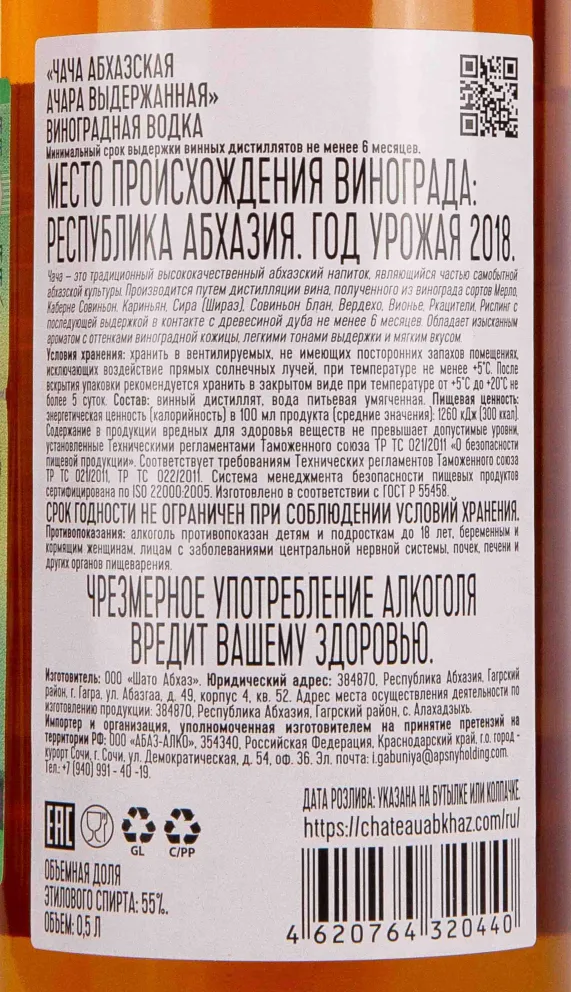 «ЧАЧА АБХАЗСКАЯ
АЧАРА ВЫДЕРЖАННАЯ»
ВИНОГРАДНАЯ ВОДКА
Минимальный срок выдержки винных дистиллятов не менее 6 месяцев.
МЕСТО ПРОИСХОЖДЕНИЯ ВИНОГРАДА:
РЕСПУБЛИКА АБХАЗИЯ. ГОД УРОЖАЯ 2018.
Чача – это традиционный высококачественный абхазский напиток, являющийся частью самобытной
абхазской культуры. Производится путем дистилляции вина, полученного из винограда сортов Мерло,
Каберне Совиньон, Кариньян, Сира (Шираз), Совиньон Блан, Вердехо, Вионье, Ркацители, Рислинг с
последующей выдержкой в контакте с древесиной дуба не менее 6 месяцев. Обладает изысканным
ароматом с оттенками виноградной кожицы, легкими тонами выдержки и мягким вкусом.
Условия хранения: хранить в вентилируемых, не имеющих посторонних запахов помещениях,
исключающих воздействие прямых солнечных лучей, при температуре не менее +5°С. После
вскрытия упаковки рекомендуется хранить в закрытом виде при температуре от +5°С до +20°С не
более 5 суток. Состав: винный дистиллят, вода питьевая умягченная. Пищевая ценность:
энергетическая ценность (калорийность) в 100 мл продукта (средние значения): 1260 кДж (300 ккал).
Содержание в продукции вредных для здоровья веществ не превышает допустимые уровни,
установленные Техническими регламентами Таможенного союза ТР ТС 021/2011 «О безопасности
пищевой продукции». Соответствует требованиям Технических регламентов Таможенного союза
ТР ТС 021/2011, ТР ТС 022/2011. Система менеджмента безопасности пищевых продуктов
сертифицирована по ISO 22000:2005. Изготовлено в соответствии с ГОСТ Р 55458.
СРОК ГОДНОСТИ НЕ ОГРАНИЧЕН ПРИ СОБЛЮДЕНИИ УСЛОВИЙ ХРАНЕНИЯ.
Противопоказания: алкоголь противопоказан детям и подросткам до 18 лет, беременным и
кормящим женщинам, лицам с заболеваниями центральной нервной системы, почек, печени и
других органов пищеварения.
ЧРЕЗМЕРНОЕ УПОТРЕБЛЕНИЕ АЛКОГОЛЯ
ВРЕДИТ ВАШЕМУ ЗДОРОВЬЮ.
Изготовитель: ООО «Шато Абхаз». Юридический адрес: 384870, Республика Абхазия, Гагрский
район, г. Гагра, ул. Абазгаа, д. 49, корпус 4, кв. 52. Адрес места осуществления деятельности по
изготовлению продукции: 384870, Республика Абхазия, Гагрский район, с. Алахадзыхь.
Импортер и организация, уполномоченная изготовителем на принятие претензий на
территории РФ: ООО «АБАЗ-АЛКО», 354340, Российская Федерация, Краснодарский край, г.о. город -
курорт Сочи, г. Сочи, ул. Демократическая, д. 54, оф. 36. Эл. почта: i.gabuniya@apsnyholding.com.
Тел.: +7 (940) 991 - 40 -19.
ДАТА РОЗЛИВА: УКАЗАНА НА БУТЫЛКЕ ИЛИ КОЛПАЧКЕ.
https://chateauabkhaz.com/ru/
EAC
GL
C/PP
ОБЪЕМНАЯ ДОЛЯ
ЭТИЛОВОГО СПИРТА: 55%.
ОБЪЕМ: 0,5 Л
4 620764 320440